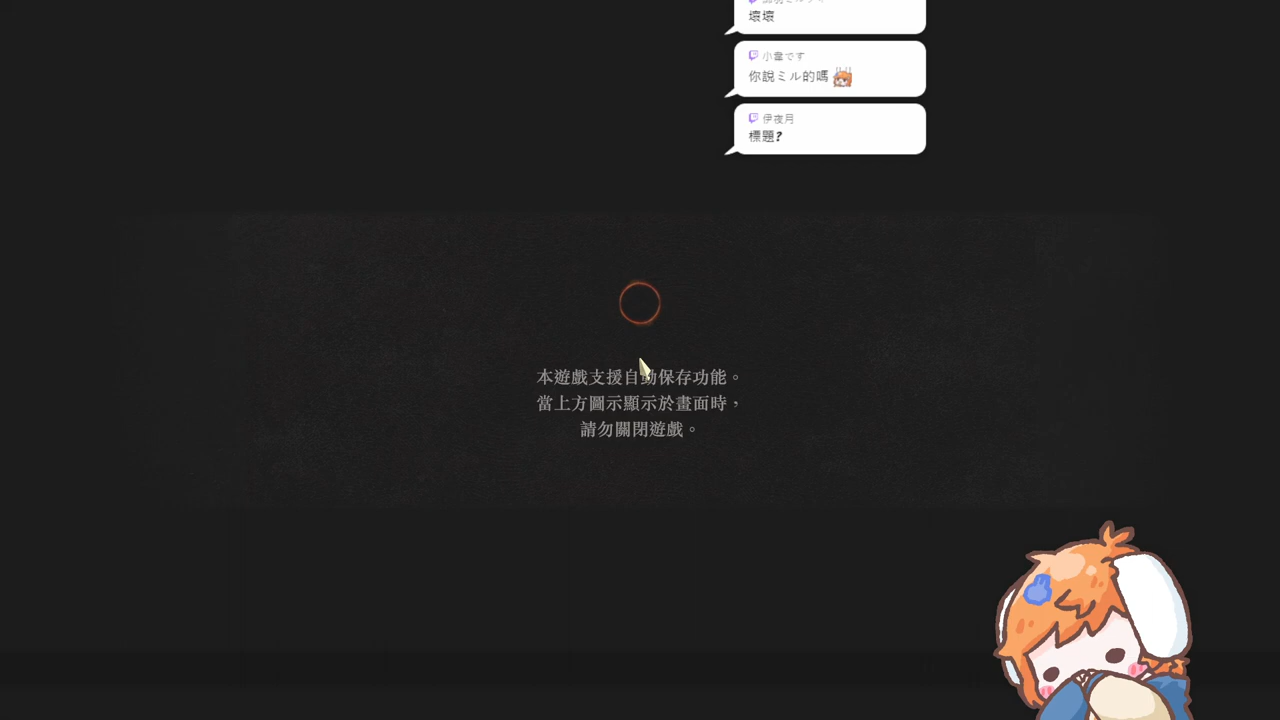 壞壞
小韋です
你說ミル的嗎
伊夜月
標題?
本遊戲支援自動保存功能。
當上方圖示顯示於畫面時，
請勿關閉遊戲。